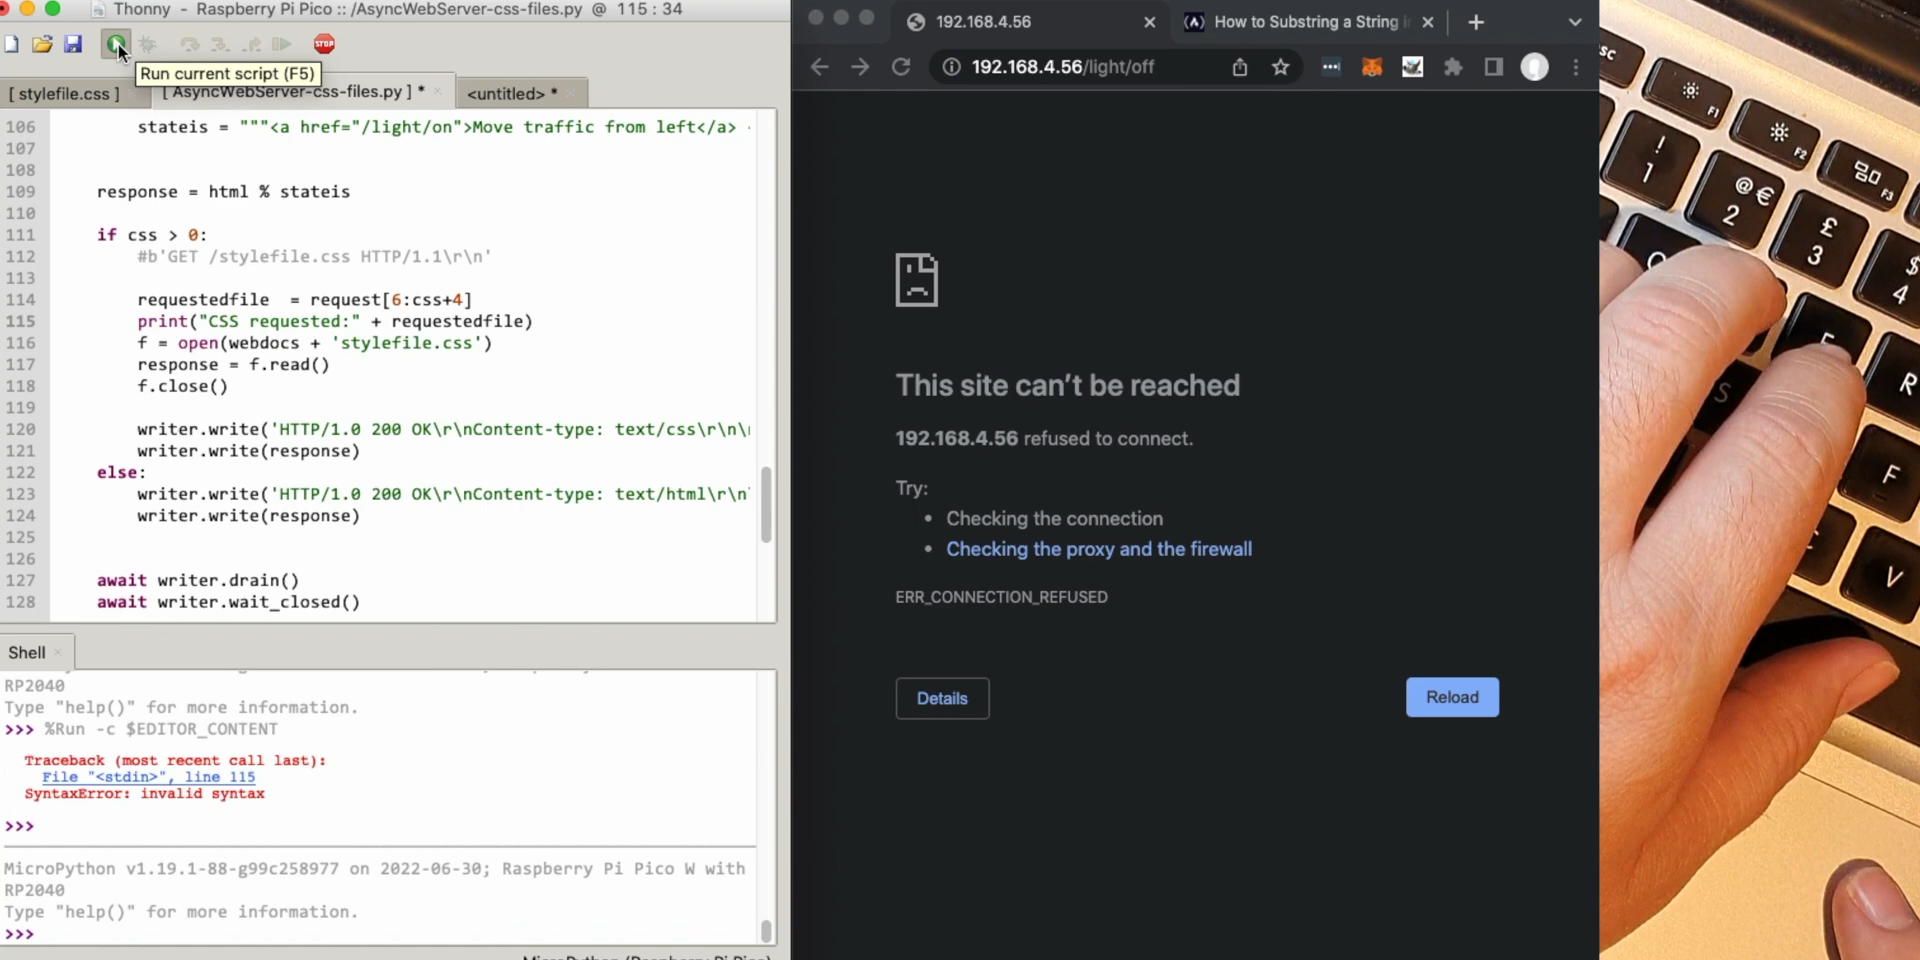 Thonny - Raspberry Pi Pico :: /AsyncWebServer-css-files.py @ 115 : 34
STOP
Run current script (F5)
[ stylefile.css ]
[ AsyncWebServer-css-files.py ] *
<untitled> *
106 stateis = """<a href="/light/on">Move traffic from left</a>
107
108
109 response = html % stateis
110
111 if css > 0:
112 #b'GET /stylefile.css HTTP/1.1\r\n'
113
114 requestedfile  = request[6:css+4]
115 print("CSS requested:" + requestedfile)
116 f = open(webdocs + 'stylefile.css')
117 response = f.read()
118 f.close()
119
120 writer.write('HTTP/1.0 200 OK\r\nContent-type: text/css\r\n\
121 writer.write(response)
122 else:
123 writer.write('HTTP/1.0 200 OK\r\nContent-type: text/html\r\n
124 writer.write(response)
125
126
127 await writer.drain()
128 await writer.wait_closed()
Shell
RP2040
Type "help()" for more information.
>>> %Run -c $EDITOR_CONTENT
Traceback (most recent call last):
File "<stdin>", line 115
SyntaxError: invalid syntax
>>>
MicroPython v1.19.1-88-g99c258977 on 2022-06-30; Raspberry Pi Pico W with
RP2040
Type "help()" for more information.
>>>
192.168.4.56
How to Substring a String
192.168.4.56/light/off
This site can't be reached
192.168.4.56 refused to connect.
Try:
• Checking the connection
• Checking the proxy and the firewall
ERR_CONNECTION_REFUSED
Details
Reload
F1
F2
F3
! 1
@ € 2
£ 3
$ 4
R
F
V